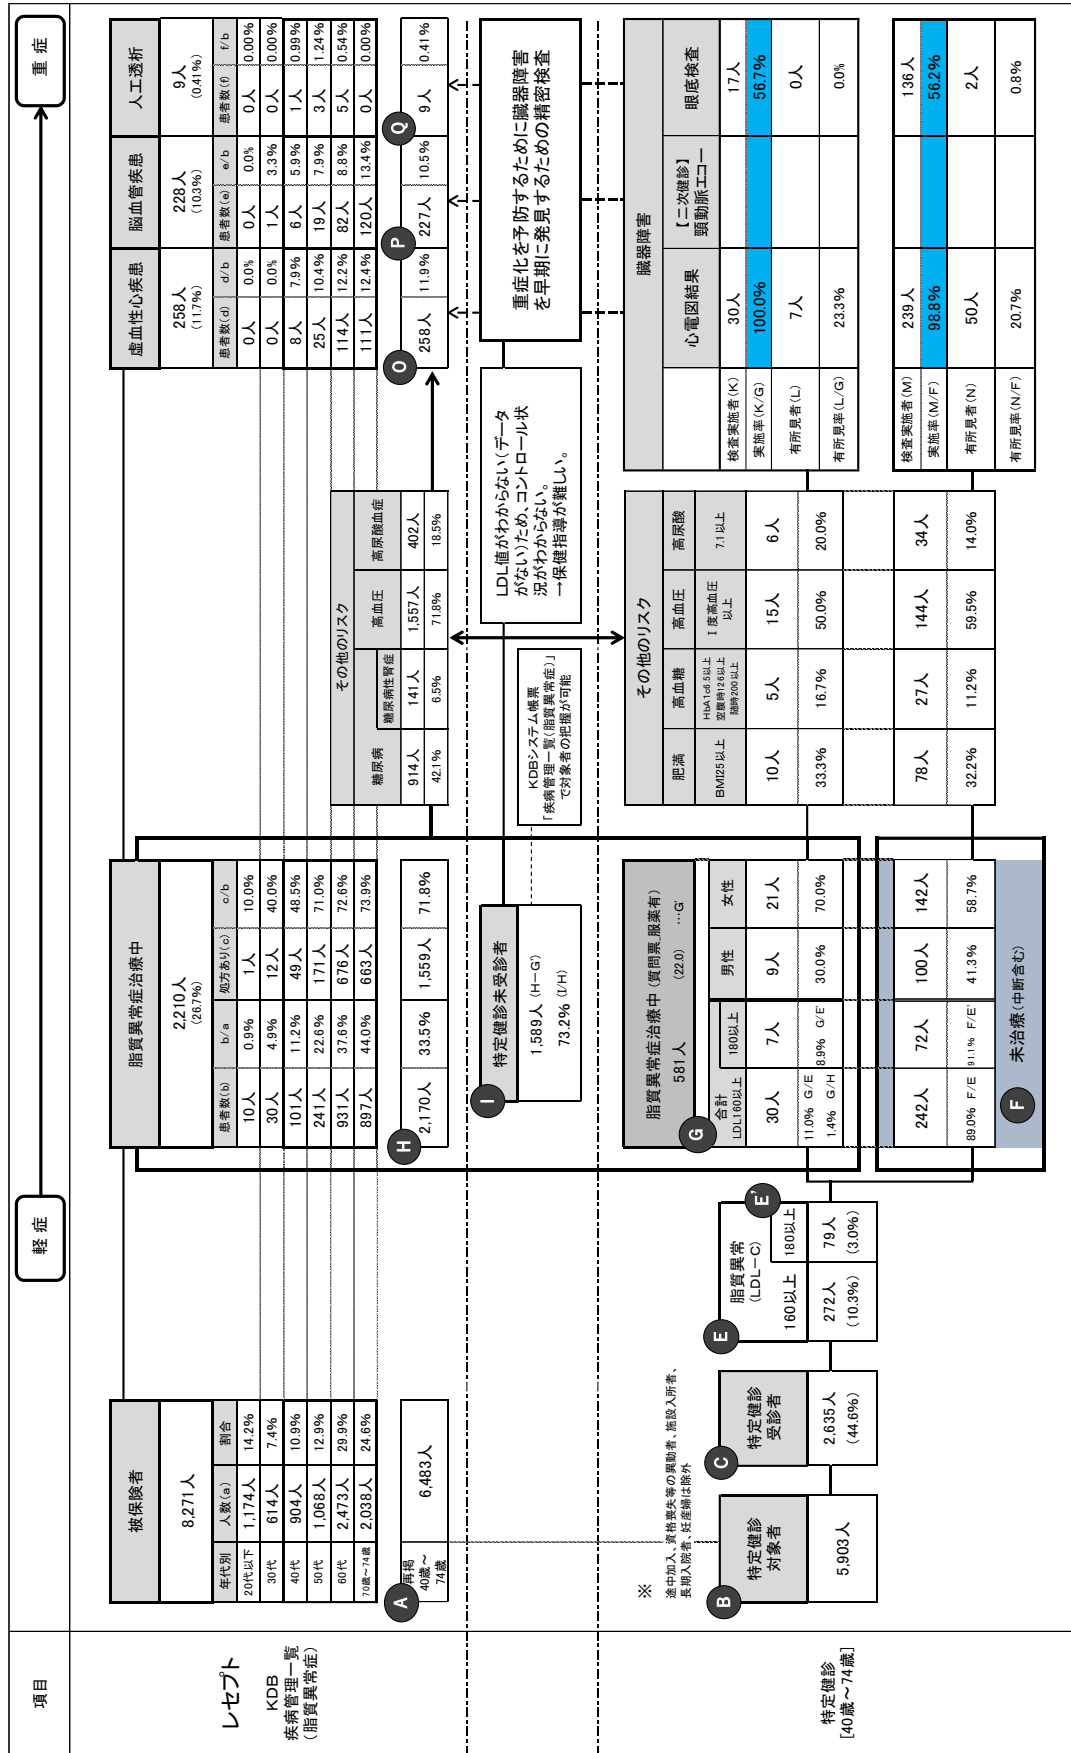 項目
軽症
重症
レセプト
KDB
疾病管理一覧
(脂質異常症)
被保険者
8,271人
年代別 人数(a) 割合
20代以下 1,174人 14.2%
30代 614人 7.4%
40代 904人 10.9%
50代 1,068人 12.9%
60代 2,473人 29.9%
70歳~74歳 2,038人 24.6%
A
再掲
40歳~
74歳
6,483人
脂質異常症治療中
2,210人
(26.7%)
患者数(b) b/a 処方あり(c) c/b
10人 0.9% 1人 10.0%
30人 4.9% 12人 40.0%
101人 11.2% 49人 48.5%
241人 22.6% 171人 71.0%
931人 37.6% 676人 72.6%
897人 44.0% 663人 73.9%
H
2,170人 33.5% 1,559人 71.8%
その他のリスク
糖尿病 糖尿病性腎症 高血圧 高尿酸血症
914人 141人 1,557人 402人
42.1% 6.5% 71.8% 18.5%
虚血性心疾患 脳血管疾患 人工透析
258人 228人 9人
(11.7%) (10.3%) (0.41%)
患者数(d) d/b 患者数(e) e/b 患者数(f) f/b
0人 0.0% 0人 0.0% 0人 0.00%
0人 0.0% 1人 3.3% 0人 0.00%
8人 7.9% 6人 5.9% 1人 0.99%
25人 10.4% 19人 7.9% 3人 1.24%
114人 12.2% 82人 8.8% 5人 0.54%
111人 12.4% 120人 13.4% 0人 0.00%
O P Q
258人 11.9% 227人 10.5% 9人 0.41%
I
特定健診未受診者
1,589人 (H-G')
73.2% (I/H)
KDBシステム帳票
「疾病管理一覧(脂質異常症)」
で対象者の把握が可能
LDL値がわからない(データ
がない)ため、コントロール状
況がわからない。
→保健指導が難しい。
重症化を予防するために臓器障害
を早期に発見するための精密検査
特定健診
[40歳~74歳]
※
途中加入、資格喪失等の異動者、施設入所者、
長期入院者、妊産婦は除外
B
特定健診
対象者
5,903人
C
特定健診
受診者
2,635人
(44.6%)
E
脂質異常
(LDL-C)
E'
160以上 180以上
272人 79人
(10.3%) (3.0%)
脂質異常症治療中 (質問票_服薬有)
581人 (22.0) …G'
G
合計
LDL160以上
180以上 男性 女性
30人 7人 9人 21人
11.0% G/E
1.4% G/H
8.9% G/E' 30.0% 70.0%
242人 72人 100人 142人
89.0% F/E 91.1% F/E' 41.3% 58.7%
F
未治療(中断含む)
その他のリスク
肥満 高血糖 高血圧 高尿酸
BMI25以上
HbA1c6.5以上
空腹時126以上
随時200以上
Ⅰ度高血圧
以上
7.1以上
10人 5人 15人 6人
33.3% 16.7% 50.0% 20.0%
78人 27人 144人 34人
32.2% 11.2% 59.5% 14.0%
臓器障害
心電図結果
【二次健診】
頸動脈エコー
眼底検査
検査実施者(K) 30人 17人
実施率(K/G) 100.0% 56.7%
有所見者(L) 7人 0人
有所見率(L/G) 23.3% 0.0%
検査実施者(M) 239人 136人
実施率(M/F) 98.8% 56.2%
有所見者(N) 50人 2人
有所見率(N/F) 20.7% 0.8%